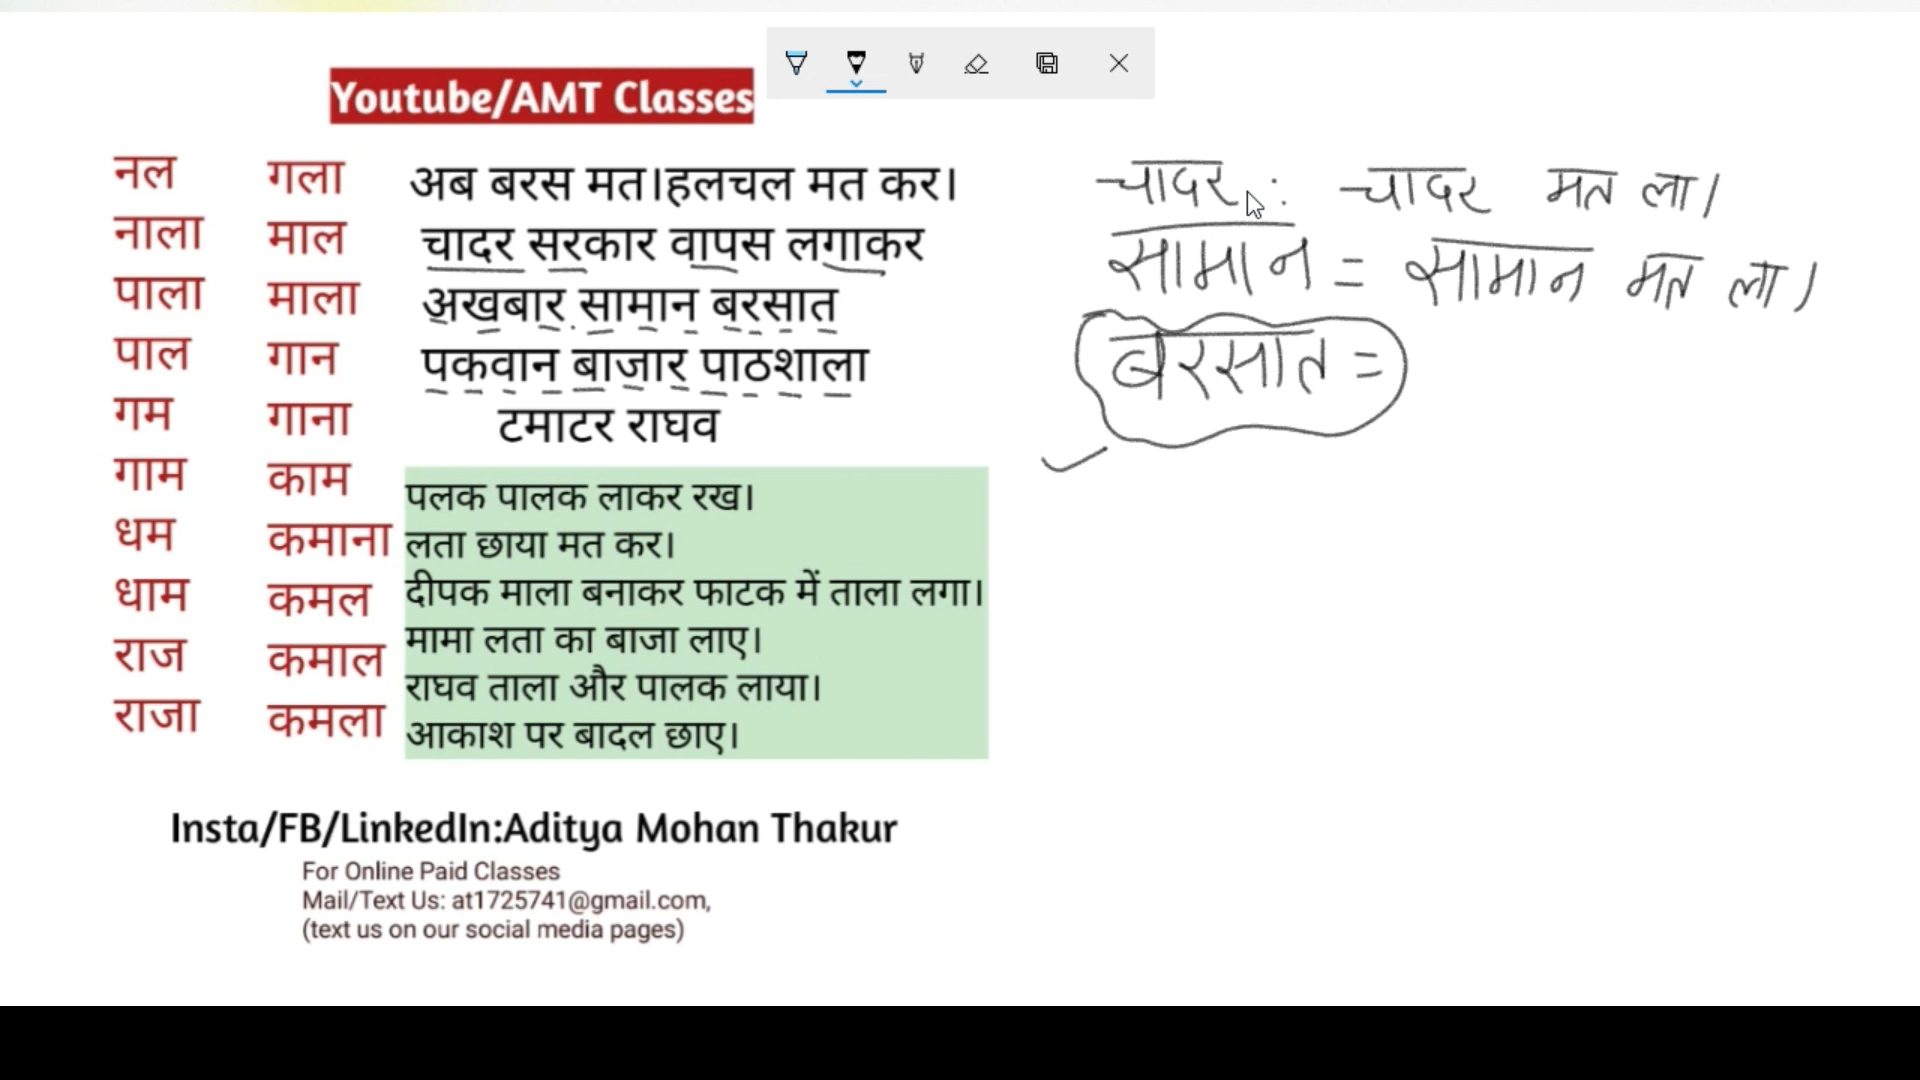 Youtube/AMT Classes
नल
नाला
पाला
पाल
गम
गाम
धम
धाम
राज
राजा
गला
माल
माला
गान
गाना
काम
कमाना
कमल
कमाल
कमला
अब बरस मत।हलचल मत कर।
चादर सरकार वापस लगाकर
अखबार सामान बरसात
पकवान बाजार पाठशाला
टमाटर राघव
पलक पालक लाकर रख।
लता छाया मत कर।
दीपक माला बनाकर फाटक में ताला लगा।
मामा लता का बाजा लाए।
राघव ताला और पालक लाया।
आकाश पर बादल छाए।
चादर : चादर मत ला।
सामान = सामान मत ला।
बरसात =
Insta/FB/LinkedIn:Aditya Mohan Thakur
For Online Paid Classes
Mail/Text Us: at1725741@gmail.com,
(text us on our social media pages)